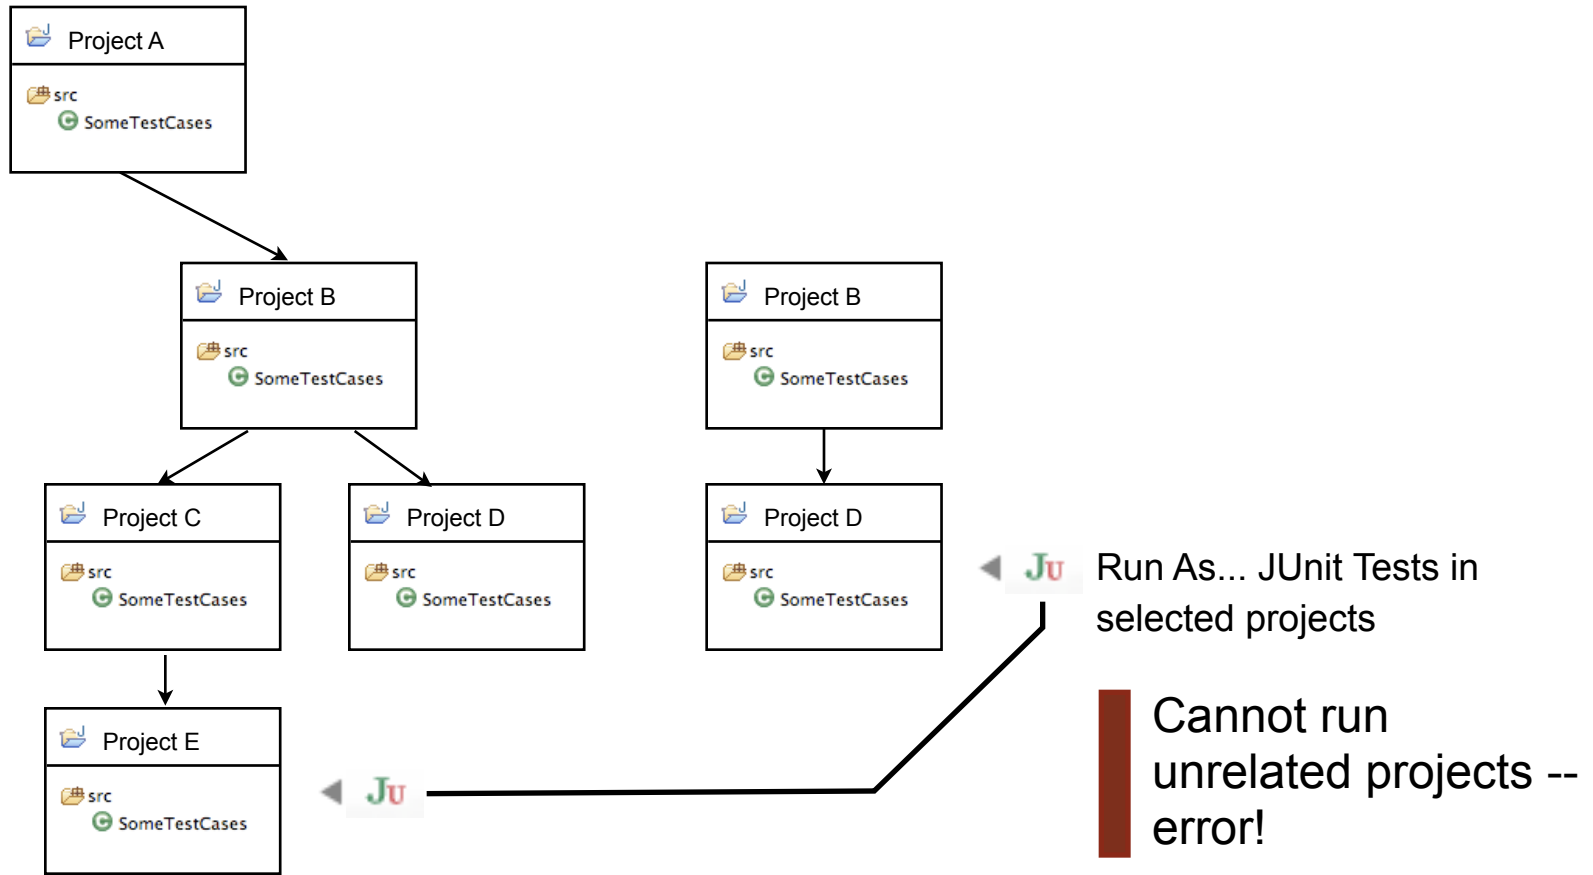 Project A
src
SomeTestCases
Project B
src
SomeTestCases
Project B
src
SomeTestCases
Project C
src
SomeTestCases
Project D
src
SomeTestCases
Project D
src
SomeTestCases
JU Run As... JUnit Tests in
selected projects
Project E
src
SomeTestCases
JU
Cannot run
unrelated projects --
error!